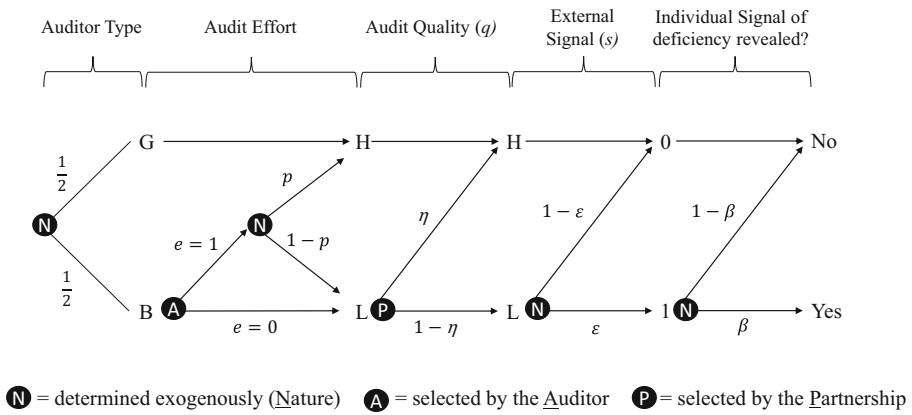 Auditor Type
Audit Effort
Audit Quality (q)
External
Signal (s)
Individual Signal of
deficiency revealed?
G
H
H
0
No
1/2
p
N
N
η
1 − ε
1 − β
e = 1
1 − p
1/2
B
A
L
P
L
N
1
N
Yes
e = 0
1 − η
ε
β
N = determined exogenously (Nature)
A = selected by the Auditor
P = selected by the Partnership